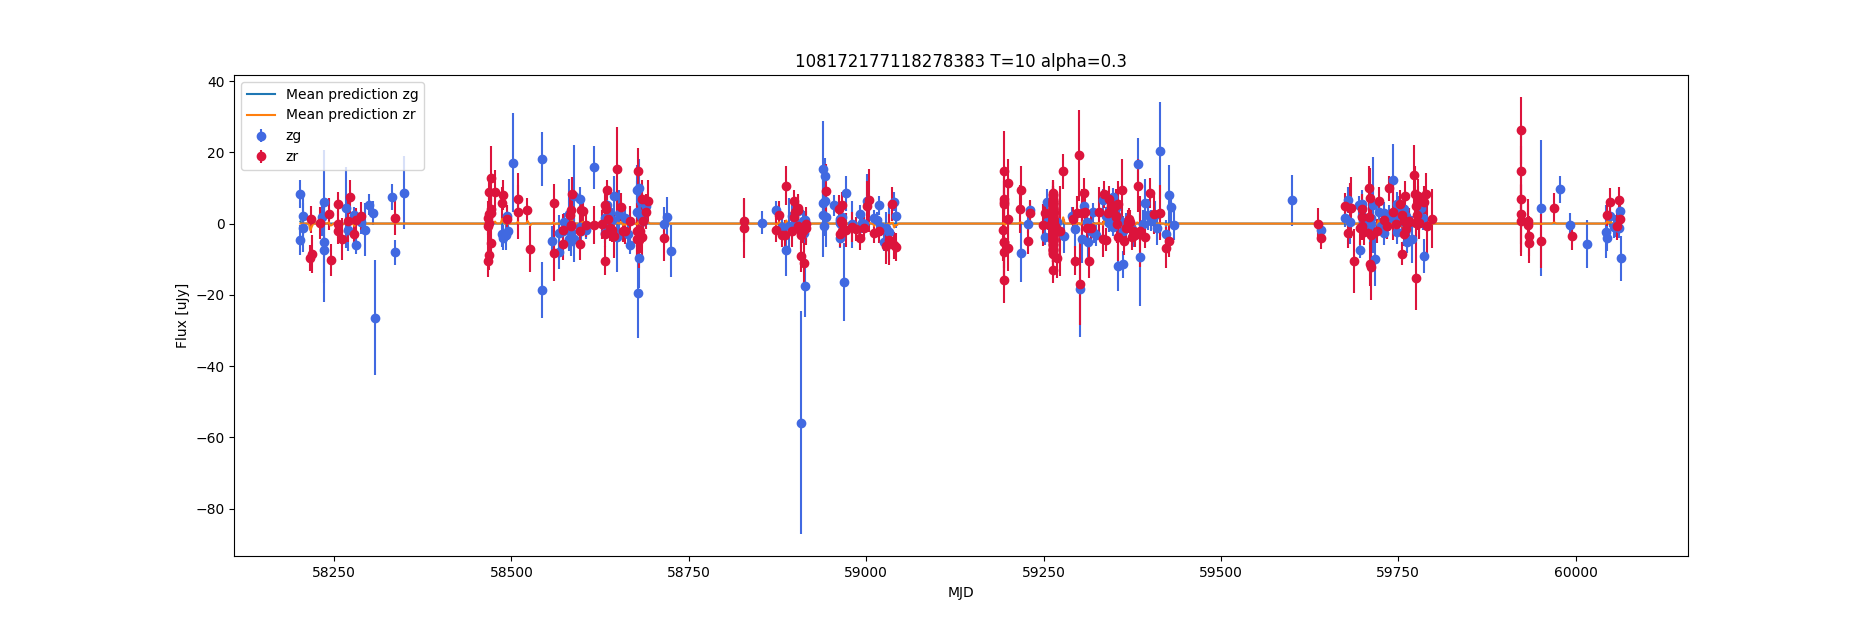 108172177118278383 T=10 alpha=0.3
Mean prediction zg
Mean prediction zr
zg
zr
Flux [uJy]
40
20
0
−20
−40
−60
−80
58250 58500 58750 59000 59250 59500 59750 60000
MJD